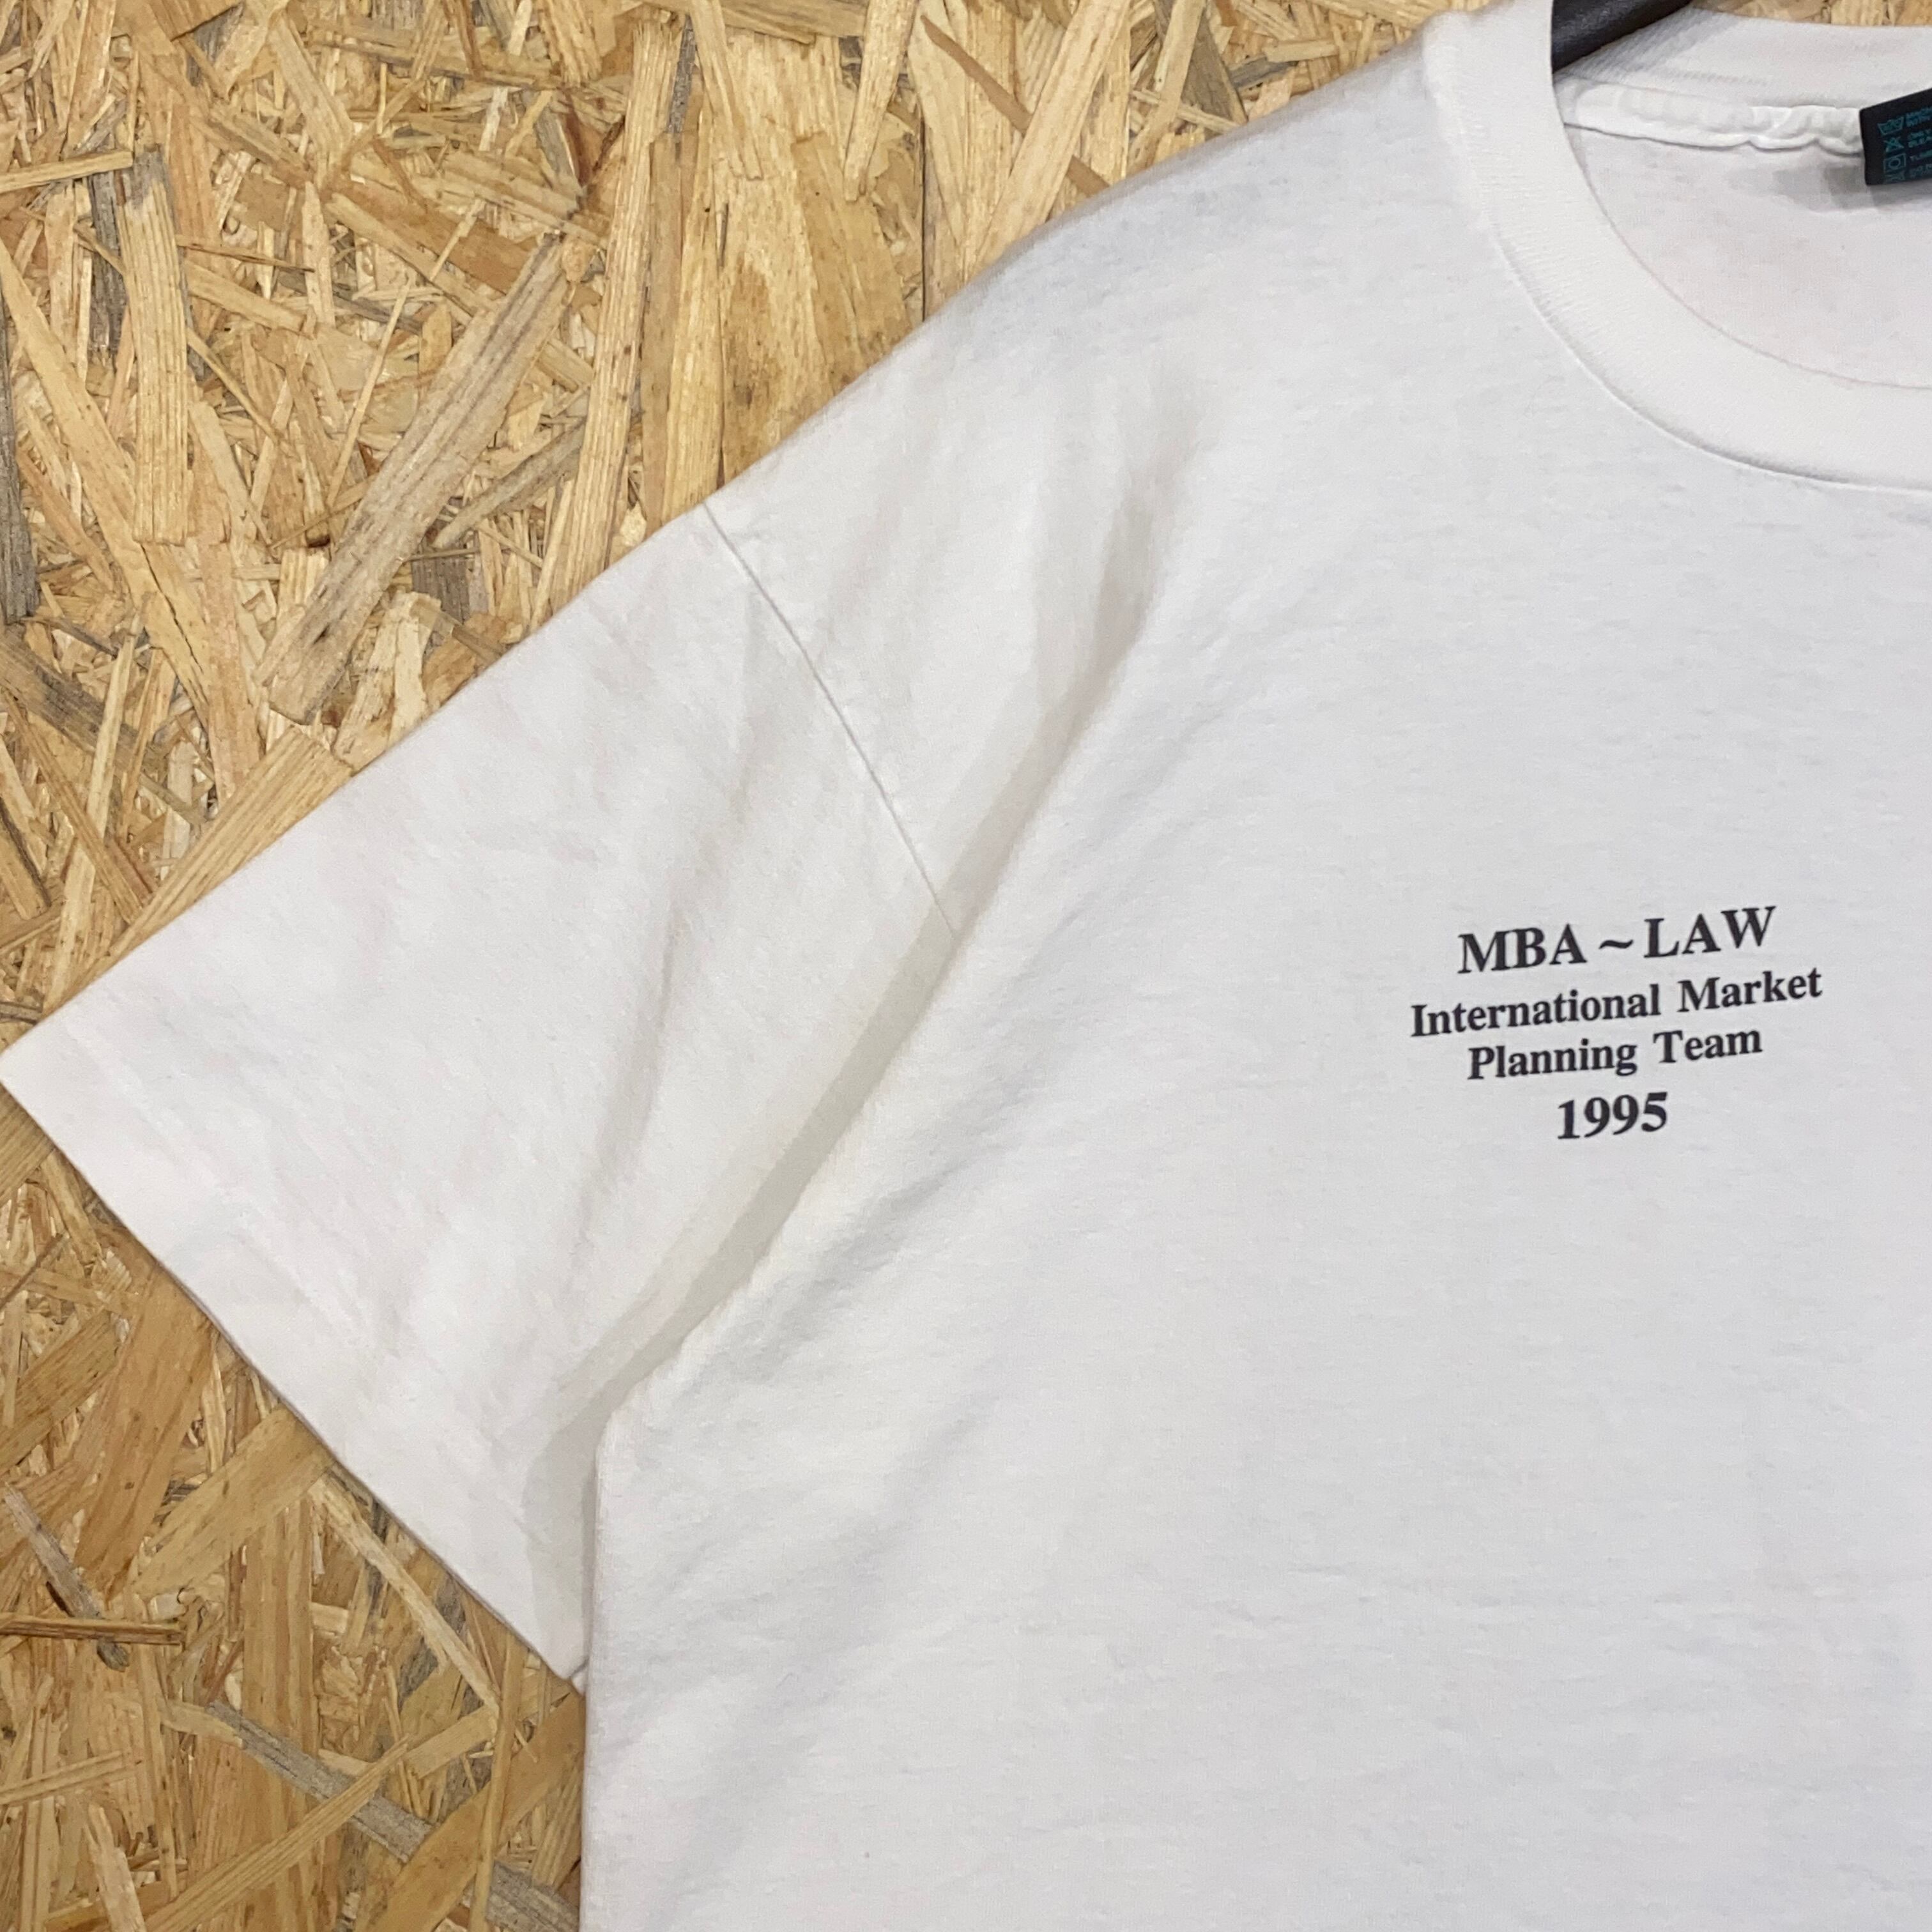 MBA ~ LAW
International Market
Planning Team
1995